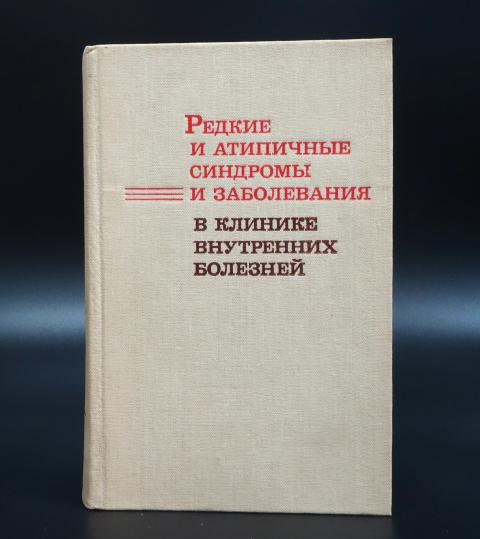 Редкие
и атипичные
синдромы
и заболевания
в клинике
внутренних
болезней